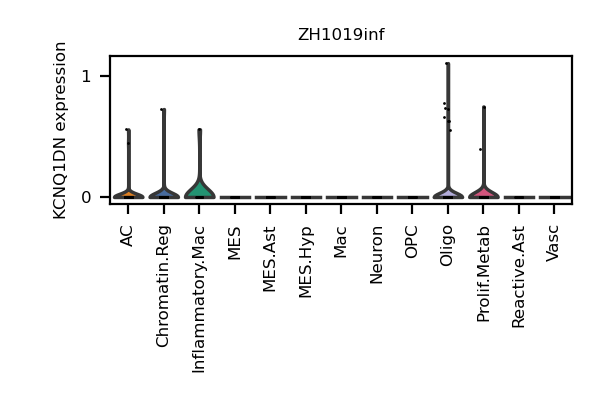 ZH1019inf
KCNQ1DN expression
1
0
AC
Chromatin.Reg
Inflammatory.Mac
MES
MES.Ast
MES.Hyp
Mac
Neuron
OPC
Oligo
Prolif.Metab
Reactive.Ast
Vasc